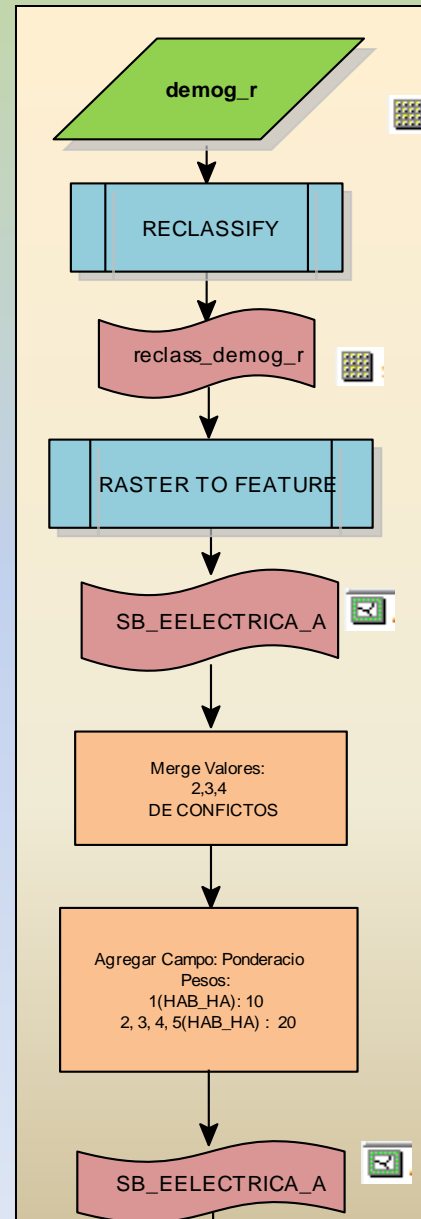 demog_r
RECLASSIFY
reclass_demog_r
RASTER TO FEATURE
SB_EELECTRICA_A
Merge Valores:
2,3,4
DE CONFICTOS
Agregar Campo: Ponderacio
Pesos:
1(HAB_HA): 10
2, 3, 4, 5(HAB_HA) : 20
SB_EELECTRICA_A